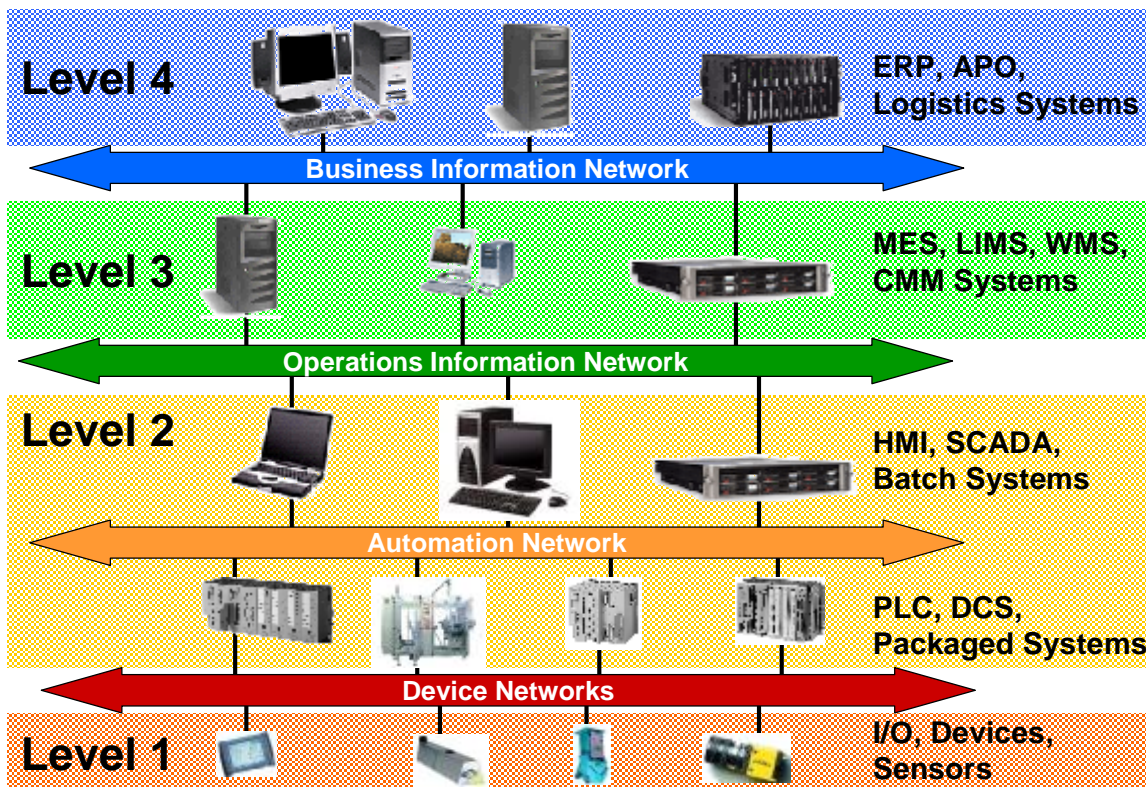 Level 4
ERP, APO,
Logistics Systems
Business Information Network
Level 3
MES, LIMS, WMS,
CMM Systems
Operations Information Network
Level 2
HMI, SCADA,
Batch Systems
Automation Network
PLC, DCS,
Packaged Systems
Device Networks
Level 1
I/O, Devices,
Sensors